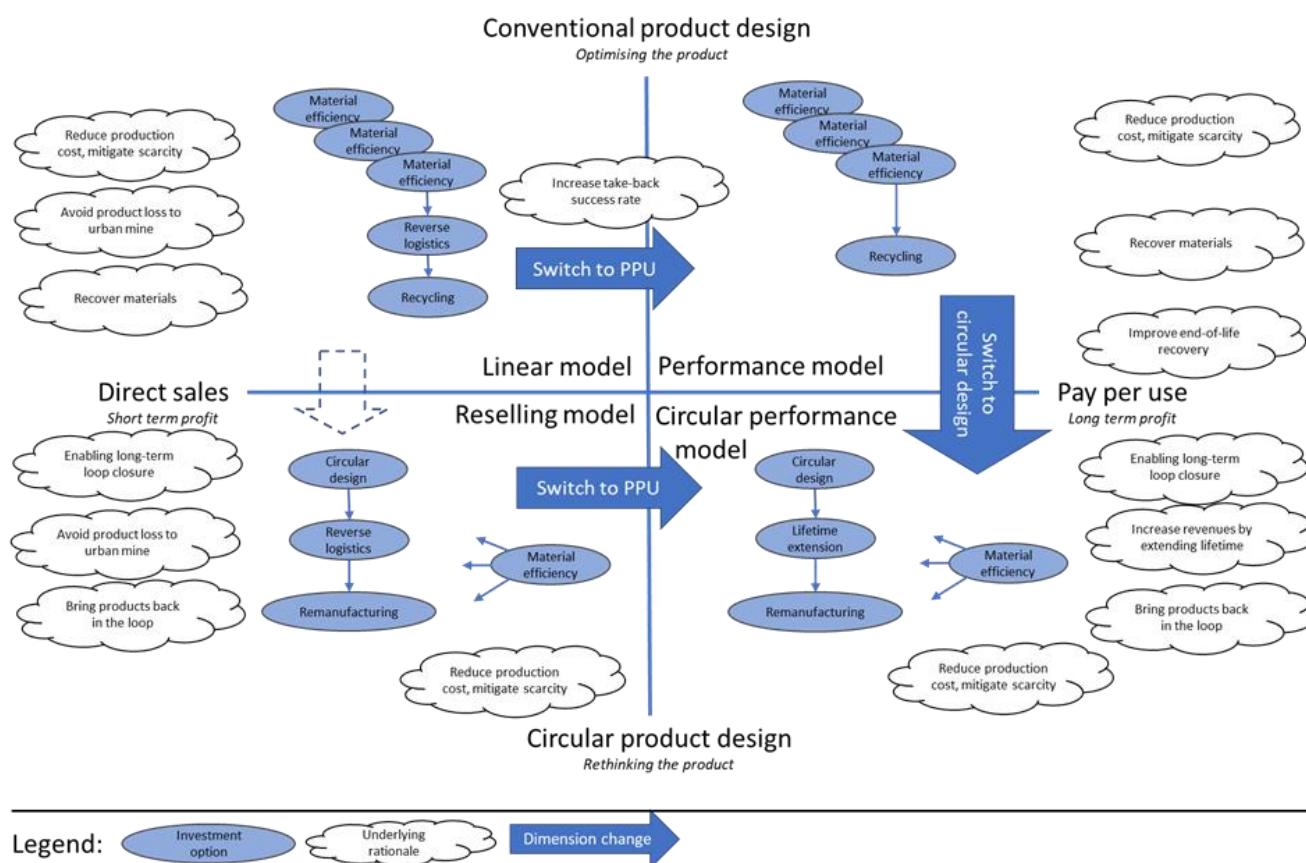 Conventional product design
Optimising the product
Material
efficiency
Material
efficiency
Material
efficiency
Reverse
logistics
Recycling
Reduce production
cost, mitigate scarcity
Avoid product loss to
urban mine
Recover materials
Increase take-back
success rate
Switch to PPU
Material
efficiency
Material
efficiency
Material
efficiency
Recycling
Reduce production
cost, mitigate scarcity
Recover materials
Improve end-of-life
recovery
Switch to
circular design
Linear model
Performance model
Direct sales
Short term profit
Pay per use
Long term profit
Reselling model
Circular performance
model
Enabling long-term
loop closure
Avoid product loss to
urban mine
Bring products back
in the loop
Circular
design
Reverse
logistics
Remanufacturing
Material
efficiency
Switch to PPU
Reduce production
cost, mitigate scarcity
Circular
design
Lifetime
extension
Remanufacturing
Material
efficiency
Enabling long-term
loop closure
Increase revenues by
extending lifetime
Bring products back
in the loop
Reduce production
cost, mitigate scarcity
Circular product design
Rethinking the product
Legend:
Investment
option
Underlying
rationale
Dimension change